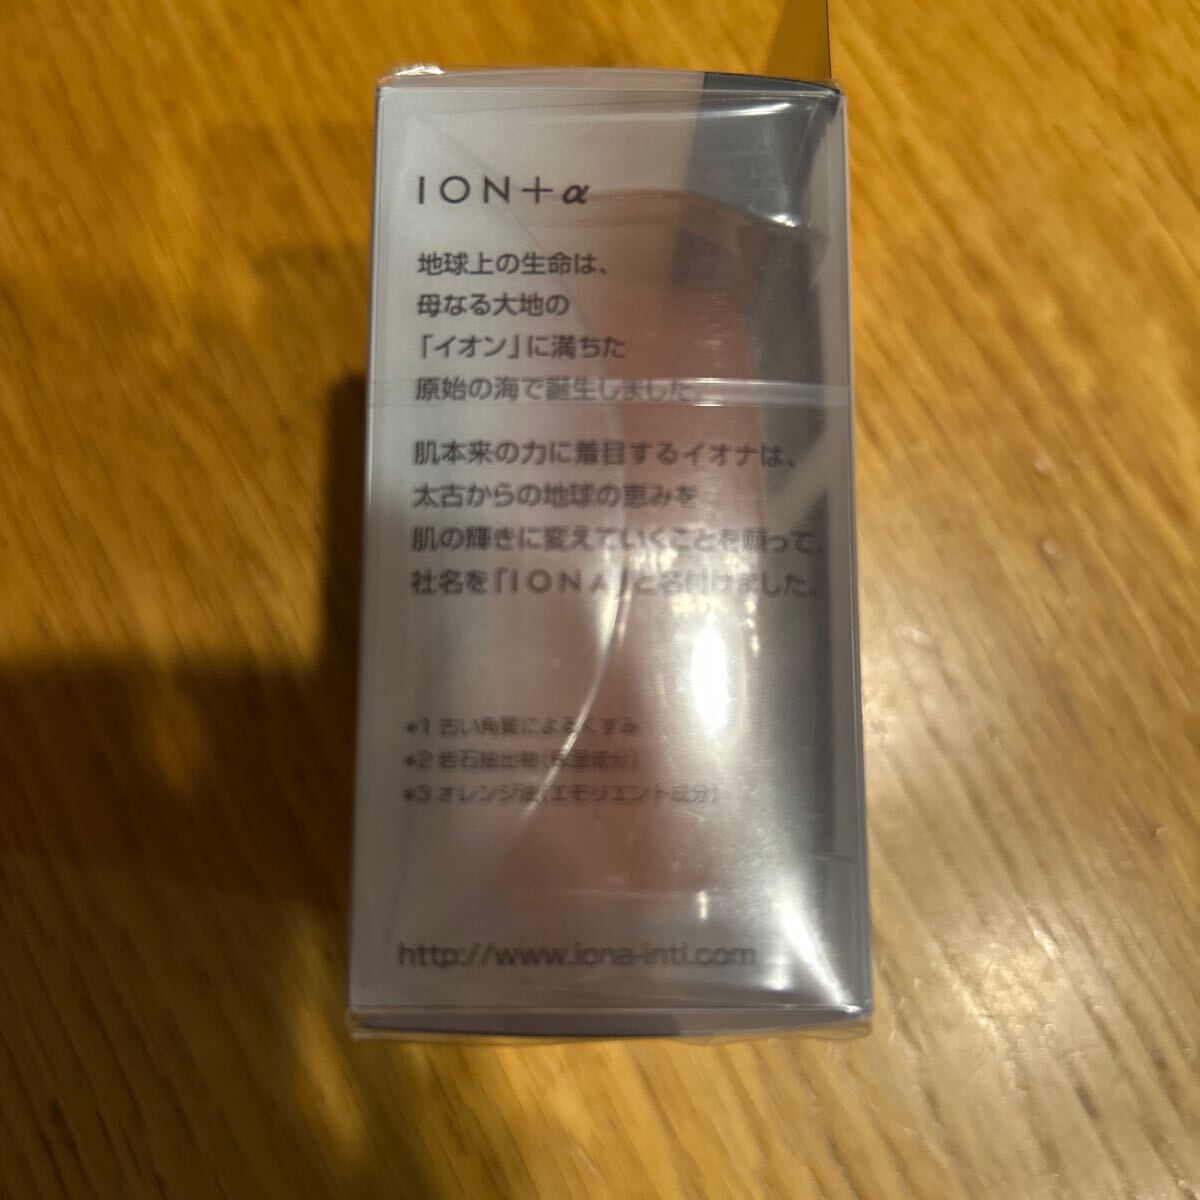 ION+α
地球上の生命は、
母なる大地の
「イオン」に満ちた
原始の海で誕生しました。
肌本来の力に着目するイオナは、
太古からの地球の恵みを
肌の輝きに変えていくことを願って、
社名を「IONA」と名付けました。
*1 古い角質によるくすみ
*2 岩石抽出物(保湿成分)
*3 オレンジ油(エモリエント成分)
http://www.iona-intl.com